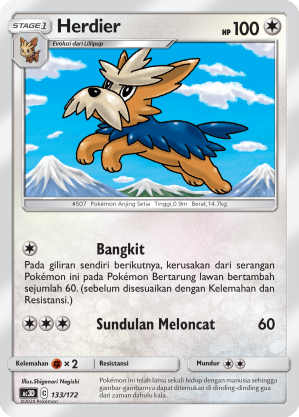 STAGE 1
Herdier
HP 100
Evolusi dari Lillipup
#507 Pokémon Anjing Setia Tinggi,0.9m Berat,14.7kg
Bangkit
Pada giliran sendiri berikutnya, kerusakan dari serangan
Pokémon ini pada Pokémon Bertarung lawan bertambah
sejumlah 60. (sebelum disesuaikan dengan Kelemahan dan
Resistansi.)
Sundulan Meloncat 60
Kelemahan × 2 Resistansi Mundur
Illus.Shigenori Negishi
133/172
Pokémon ini telah lama sekali hidup dengan manusia sehingga
gambar-gambarnya dapat ditemukan di dinding-dinding gua
dari zaman dahulu kala.